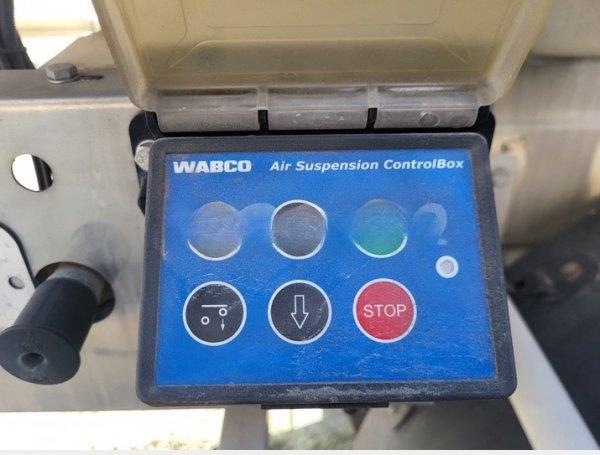 WABCO Air Suspension ControlBox
?
STOP